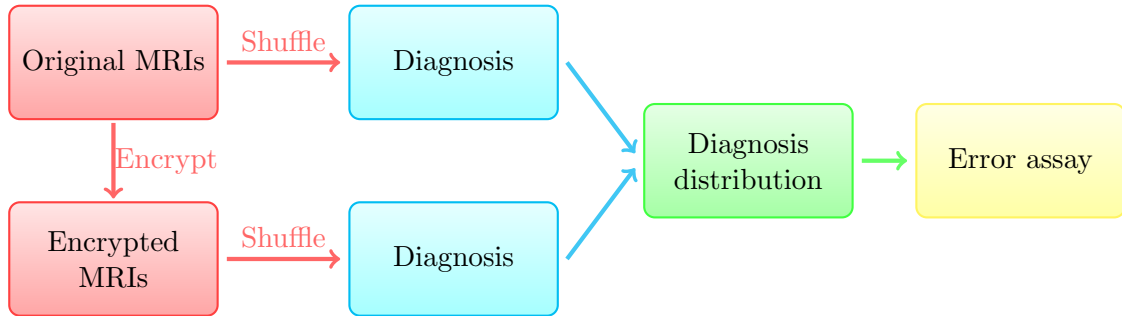 Original MRIs
Shuffle
Diagnosis
Encrypt
Diagnosis
distribution
Error assay
Encrypted
MRIs
Shuffle
Diagnosis